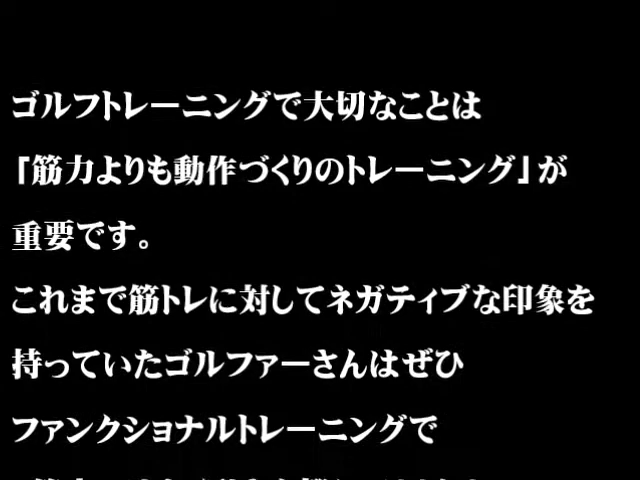 ゴルフトレーニングで大切なことは
「筋力よりも動作づくりのトレーニング」が
重要です。
これまで筋トレに対してネガティブな印象を
持っていたゴルファーさんはぜひ
ファンクショナルトレーニングで